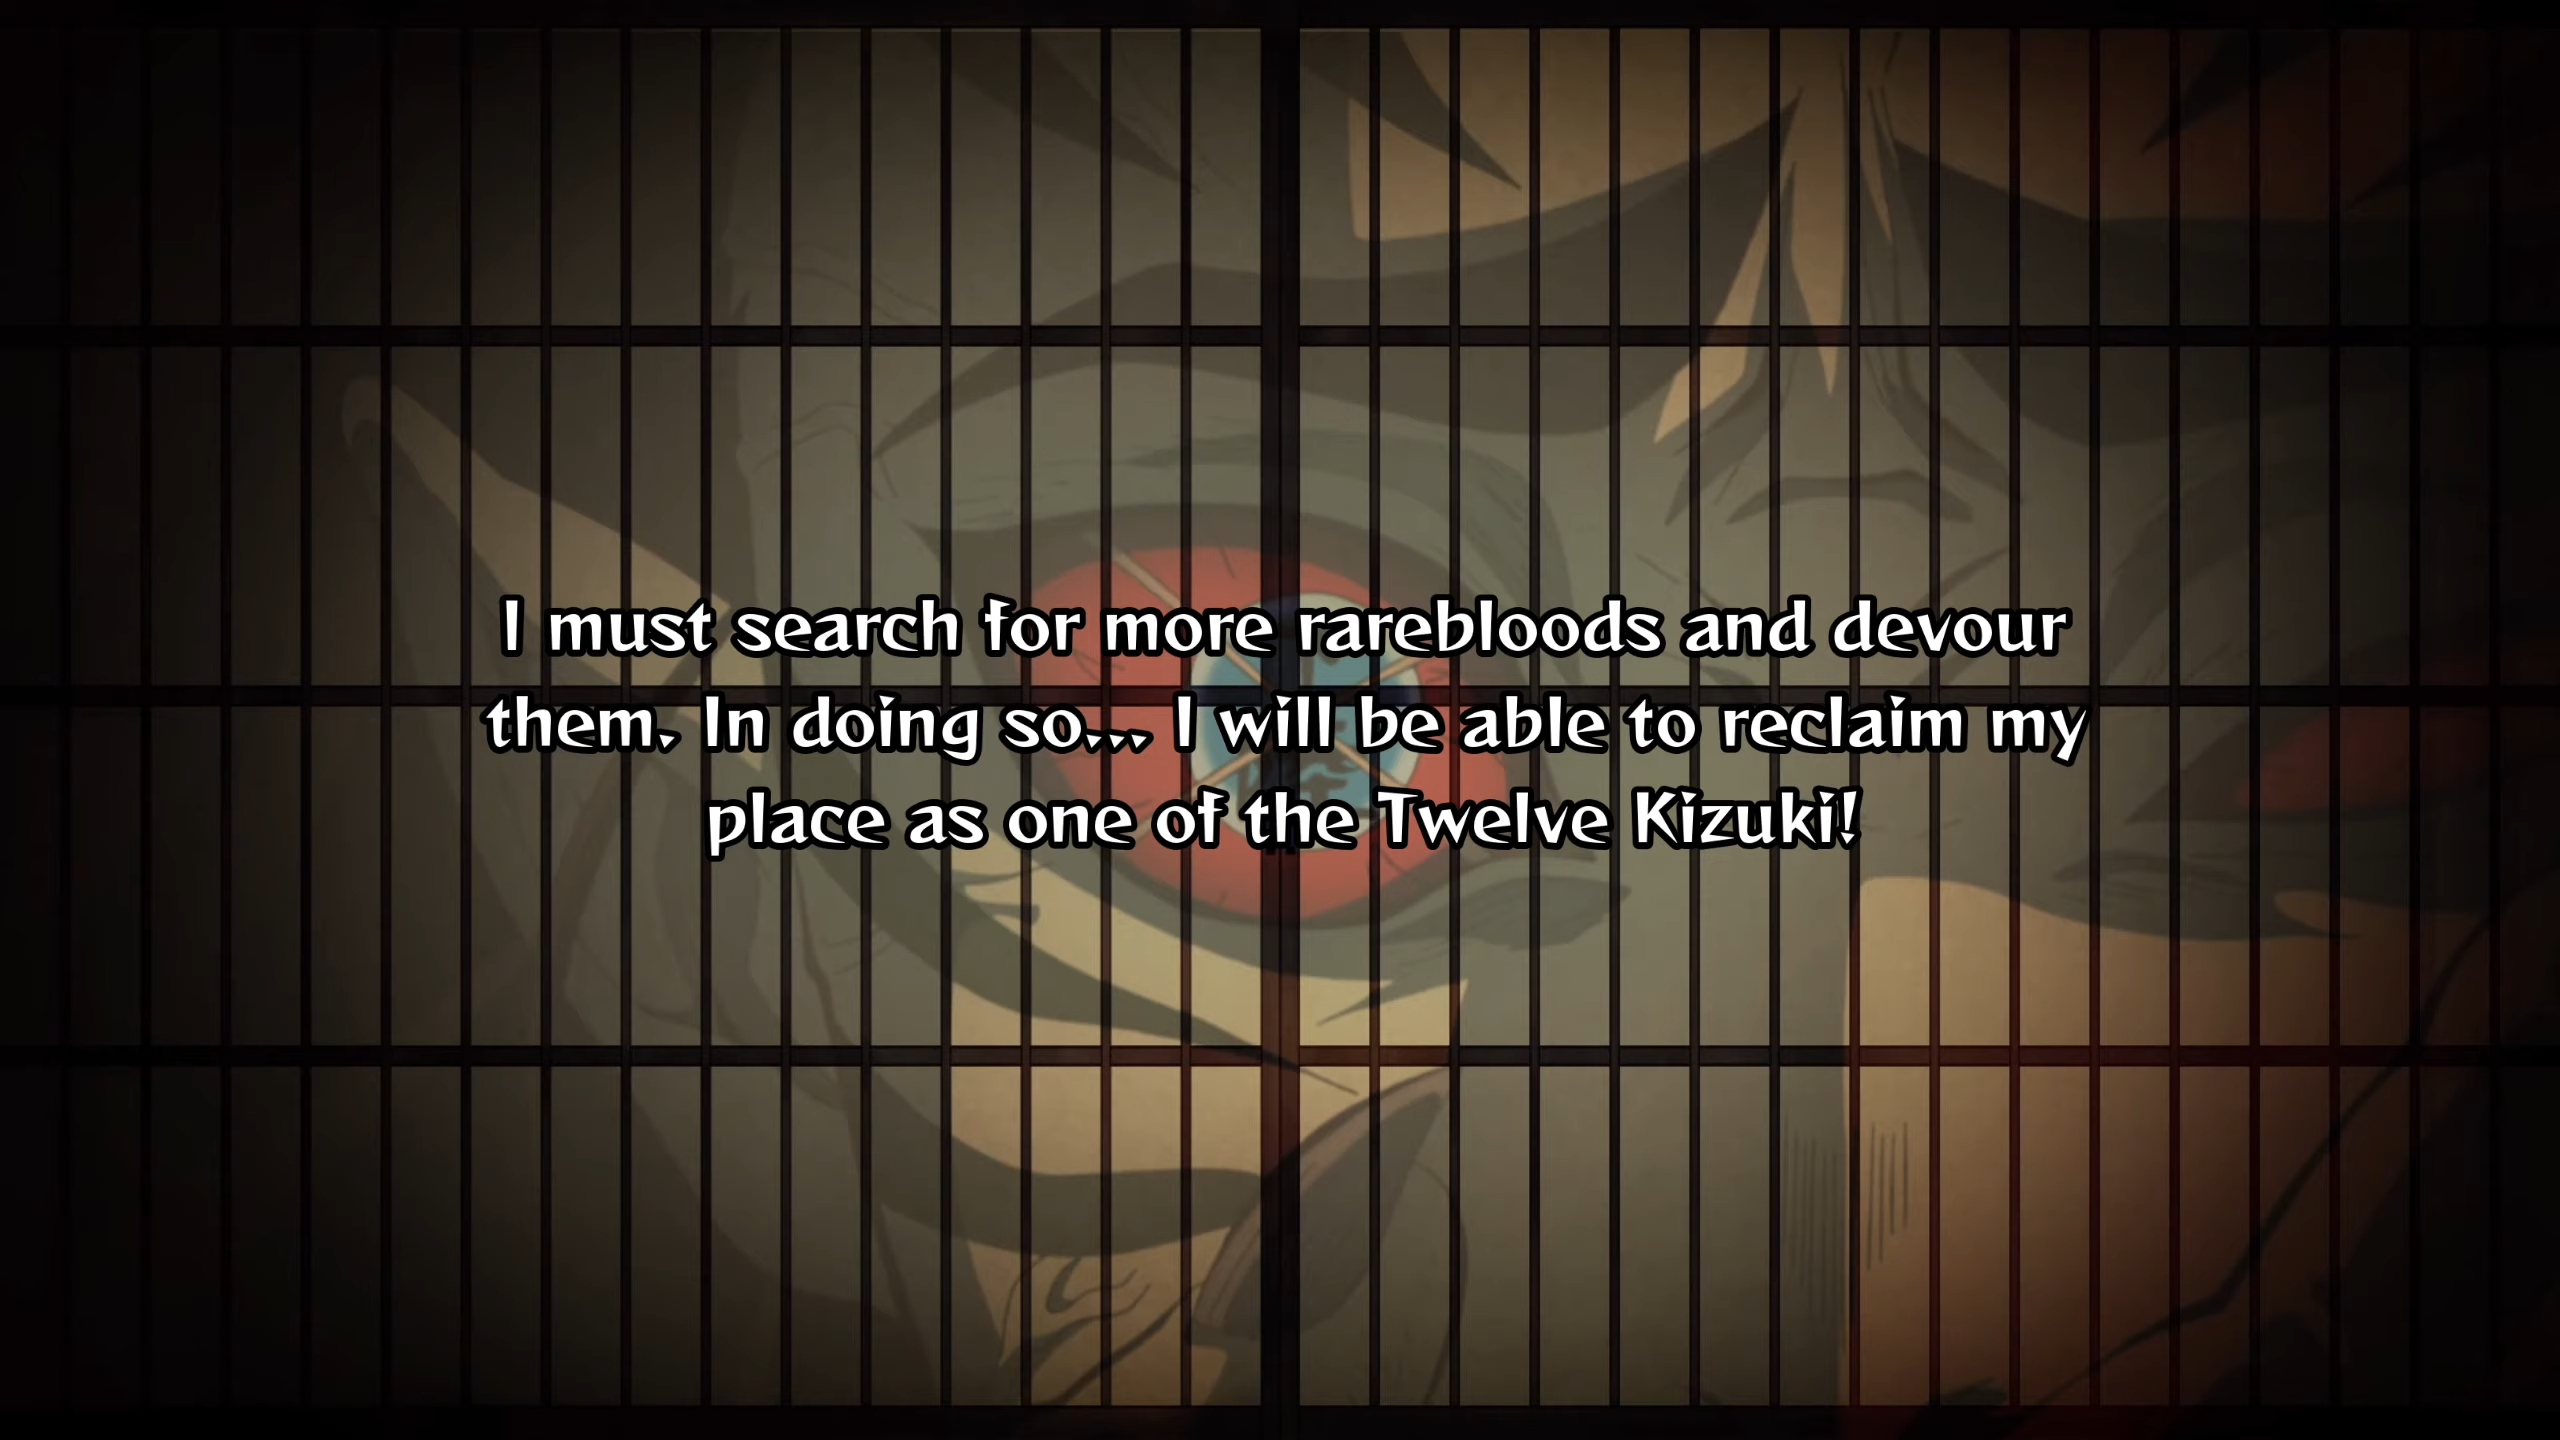 I must search for more rarebloods and devour
them. In doing so... I will be able to reclaim my
place as one of the Twelve Kizuki!